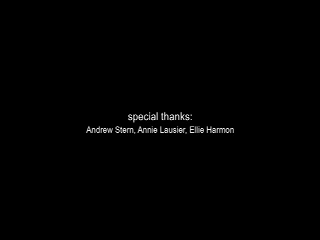 special thanks:
Andrew Stern, Annie Lausier, Ellie Harmon